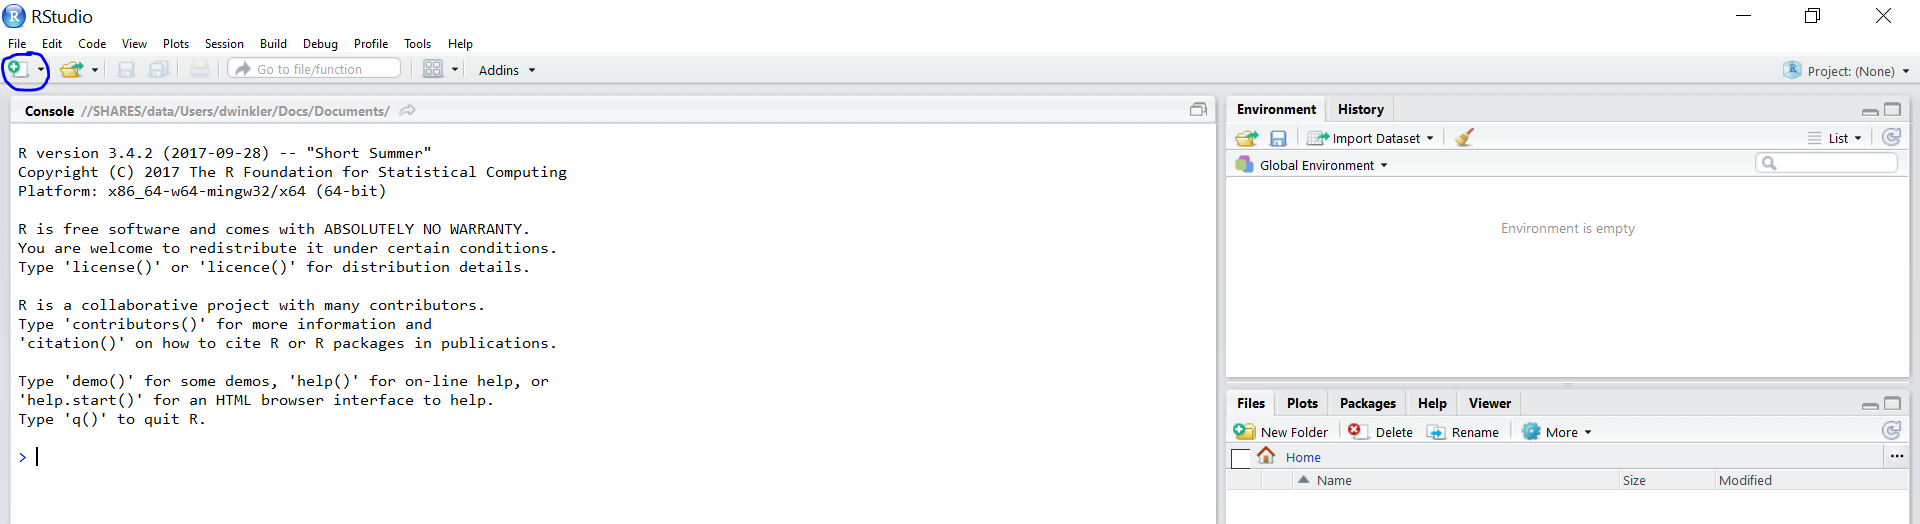 RStudio
File Edit Code View Plots Session Build Debug Profile Tools Help
Go to file/function Addins Project: (None)
Console //SHARES/data/Users/dwinkler/Docs/Documents/
R version 3.4.2 (2017-09-28) -- "Short Summer"
Copyright (C) 2017 The R Foundation for Statistical Computing
Platform: x86_64-w64-mingw32/x64 (64-bit)
R is free software and comes with ABSOLUTELY NO WARRANTY.
You are welcome to redistribute it under certain conditions.
Type 'license()' or 'licence()' for distribution details.
R is a collaborative project with many contributors.
Type 'contributors()' for more information and
'citation()' on how to cite R or R packages in publications.
Type 'demo()' for some demos, 'help()' for on-line help, or
'help.start()' for an HTML browser interface to help.
Type 'q()' to quit R.
>
Environment History
Import Dataset List
Global Environment
Environment is empty
Files Plots Packages Help Viewer
New Folder Delete Rename More
Home ...
Name Size Modified